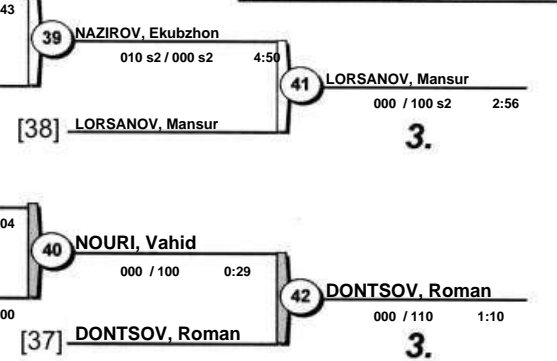 43
39 NAZIROV, Ekubzhon
010 s2 / 000 s2 4:50
41 LORSANOV, Mansur
000 / 100 s2 2:56
[38] LORSANOV, Mansur
3.
04
40 NOURI, Vahid
000 / 100 0:29
42 DONTSOV, Roman
00
000 / 110 1:10
[37] DONTSOV, Roman
3.